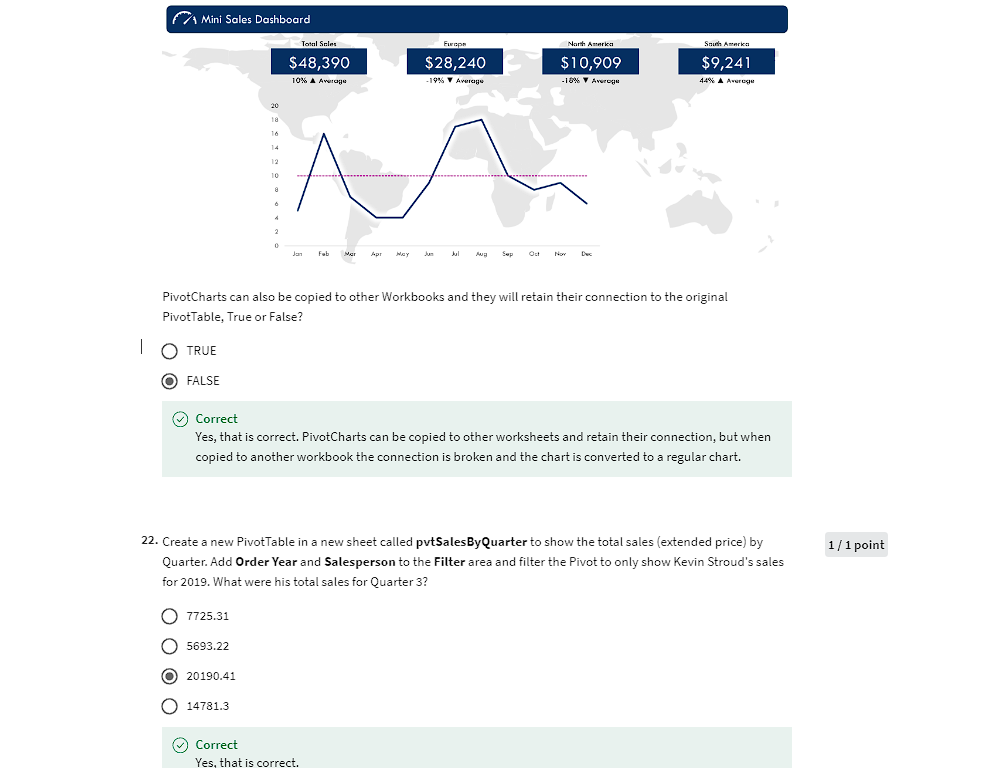 Mini Sales Dashboard
Total Sales Europe North America South America
$48,390 $28,240 $10,909 $9,241
10% ▲ Average -19% ▼ Average -18% ▼ Average 44% ▲ Average
20
18
16
14
12
10
8
6
4
2
0
Jan Feb Mar Apr May Jun Jul Aug Sep Oct Nov Dec
PivotCharts can also be copied to other Workbooks and they will retain their connection to the original
PivotTable, True or False?
TRUE
FALSE
Correct
Yes, that is correct. PivotCharts can be copied to other worksheets and retain their connection, but when
copied to another workbook the connection is broken and the chart is converted to a regular chart.
22. Create a new PivotTable in a new sheet called pvtSalesByQuarter to show the total sales (extended price) by
1 / 1 point
Quarter. Add Order Year and Salesperson to the Filter area and filter the Pivot to only show Kevin Stroud's sales
for 2019. What were his total sales for Quarter 3?
7725.31
5693.22
20190.41
14781.3
Correct
Yes, that is correct.